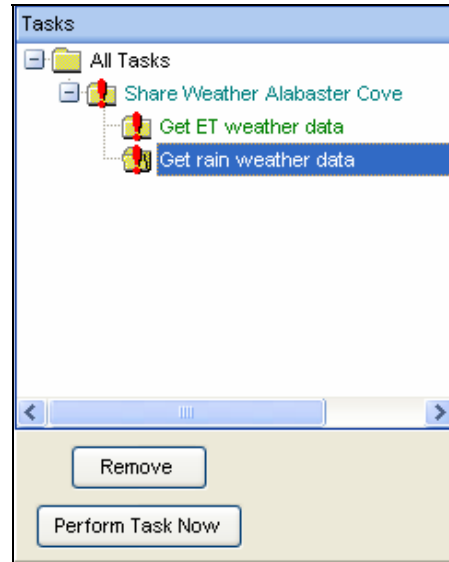 Tasks
All Tasks
Share Weather Alabaster Cove
Get ET weather data
Get rain weather data
Remove
Perform Task Now